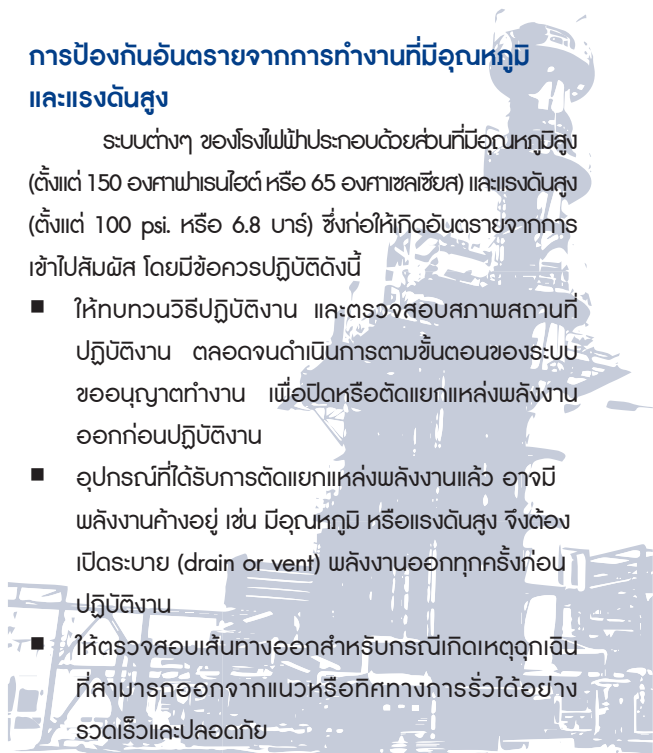 การป้องกันอันตรายจากการทำงานที่มีอุณหภูมิ
และแรงดันสูง
ระบบต่างๆ ของโรงไฟฟ้าประกอบด้วยส่วนที่มีอุณหภูมิสูง
(ตั้งแต่ 150 องศาฟาเรนไฮต์ หรือ 65 องศาเซลเซียส) และแรงดันสูง
(ตั้งแต่ 100 psi. หรือ 6.8 บาร์) ซึ่งก่อให้เกิดอันตรายจากการ
เข้าไปสัมผัส โดยมีข้อควรปฏิบัติดังนี้
■ ให้ทบทวนวิธีปฏิบัติงาน และตรวจสอบสภาพสถานที่
ปฏิบัติงาน ตลอดจนดำเนินการตามขั้นตอนของระบบ
ขออนุญาตทำงาน เพื่อปิดหรือตัดแยกแหล่งพลังงาน
ออกก่อนปฏิบัติงาน
■ อุปกรณ์ที่ได้รับการตัดแยกแหล่งพลังงานแล้ว อาจมี
พลังงานค้างอยู่ เช่น มีอุณหภูมิ หรือแรงดันสูง จึงต้อง
เปิดระบาย (drain or vent) พลังงานออกทุกครั้งก่อน
ปฏิบัติงาน
■ ให้ตรวจสอบเส้นทางออกสำหรับกรณีเกิดเหตุฉุกเฉิน
ที่สามารถออกจากแนวหรือทิศทางการรั่วได้อย่าง
รวดเร็วและปลอดภัย